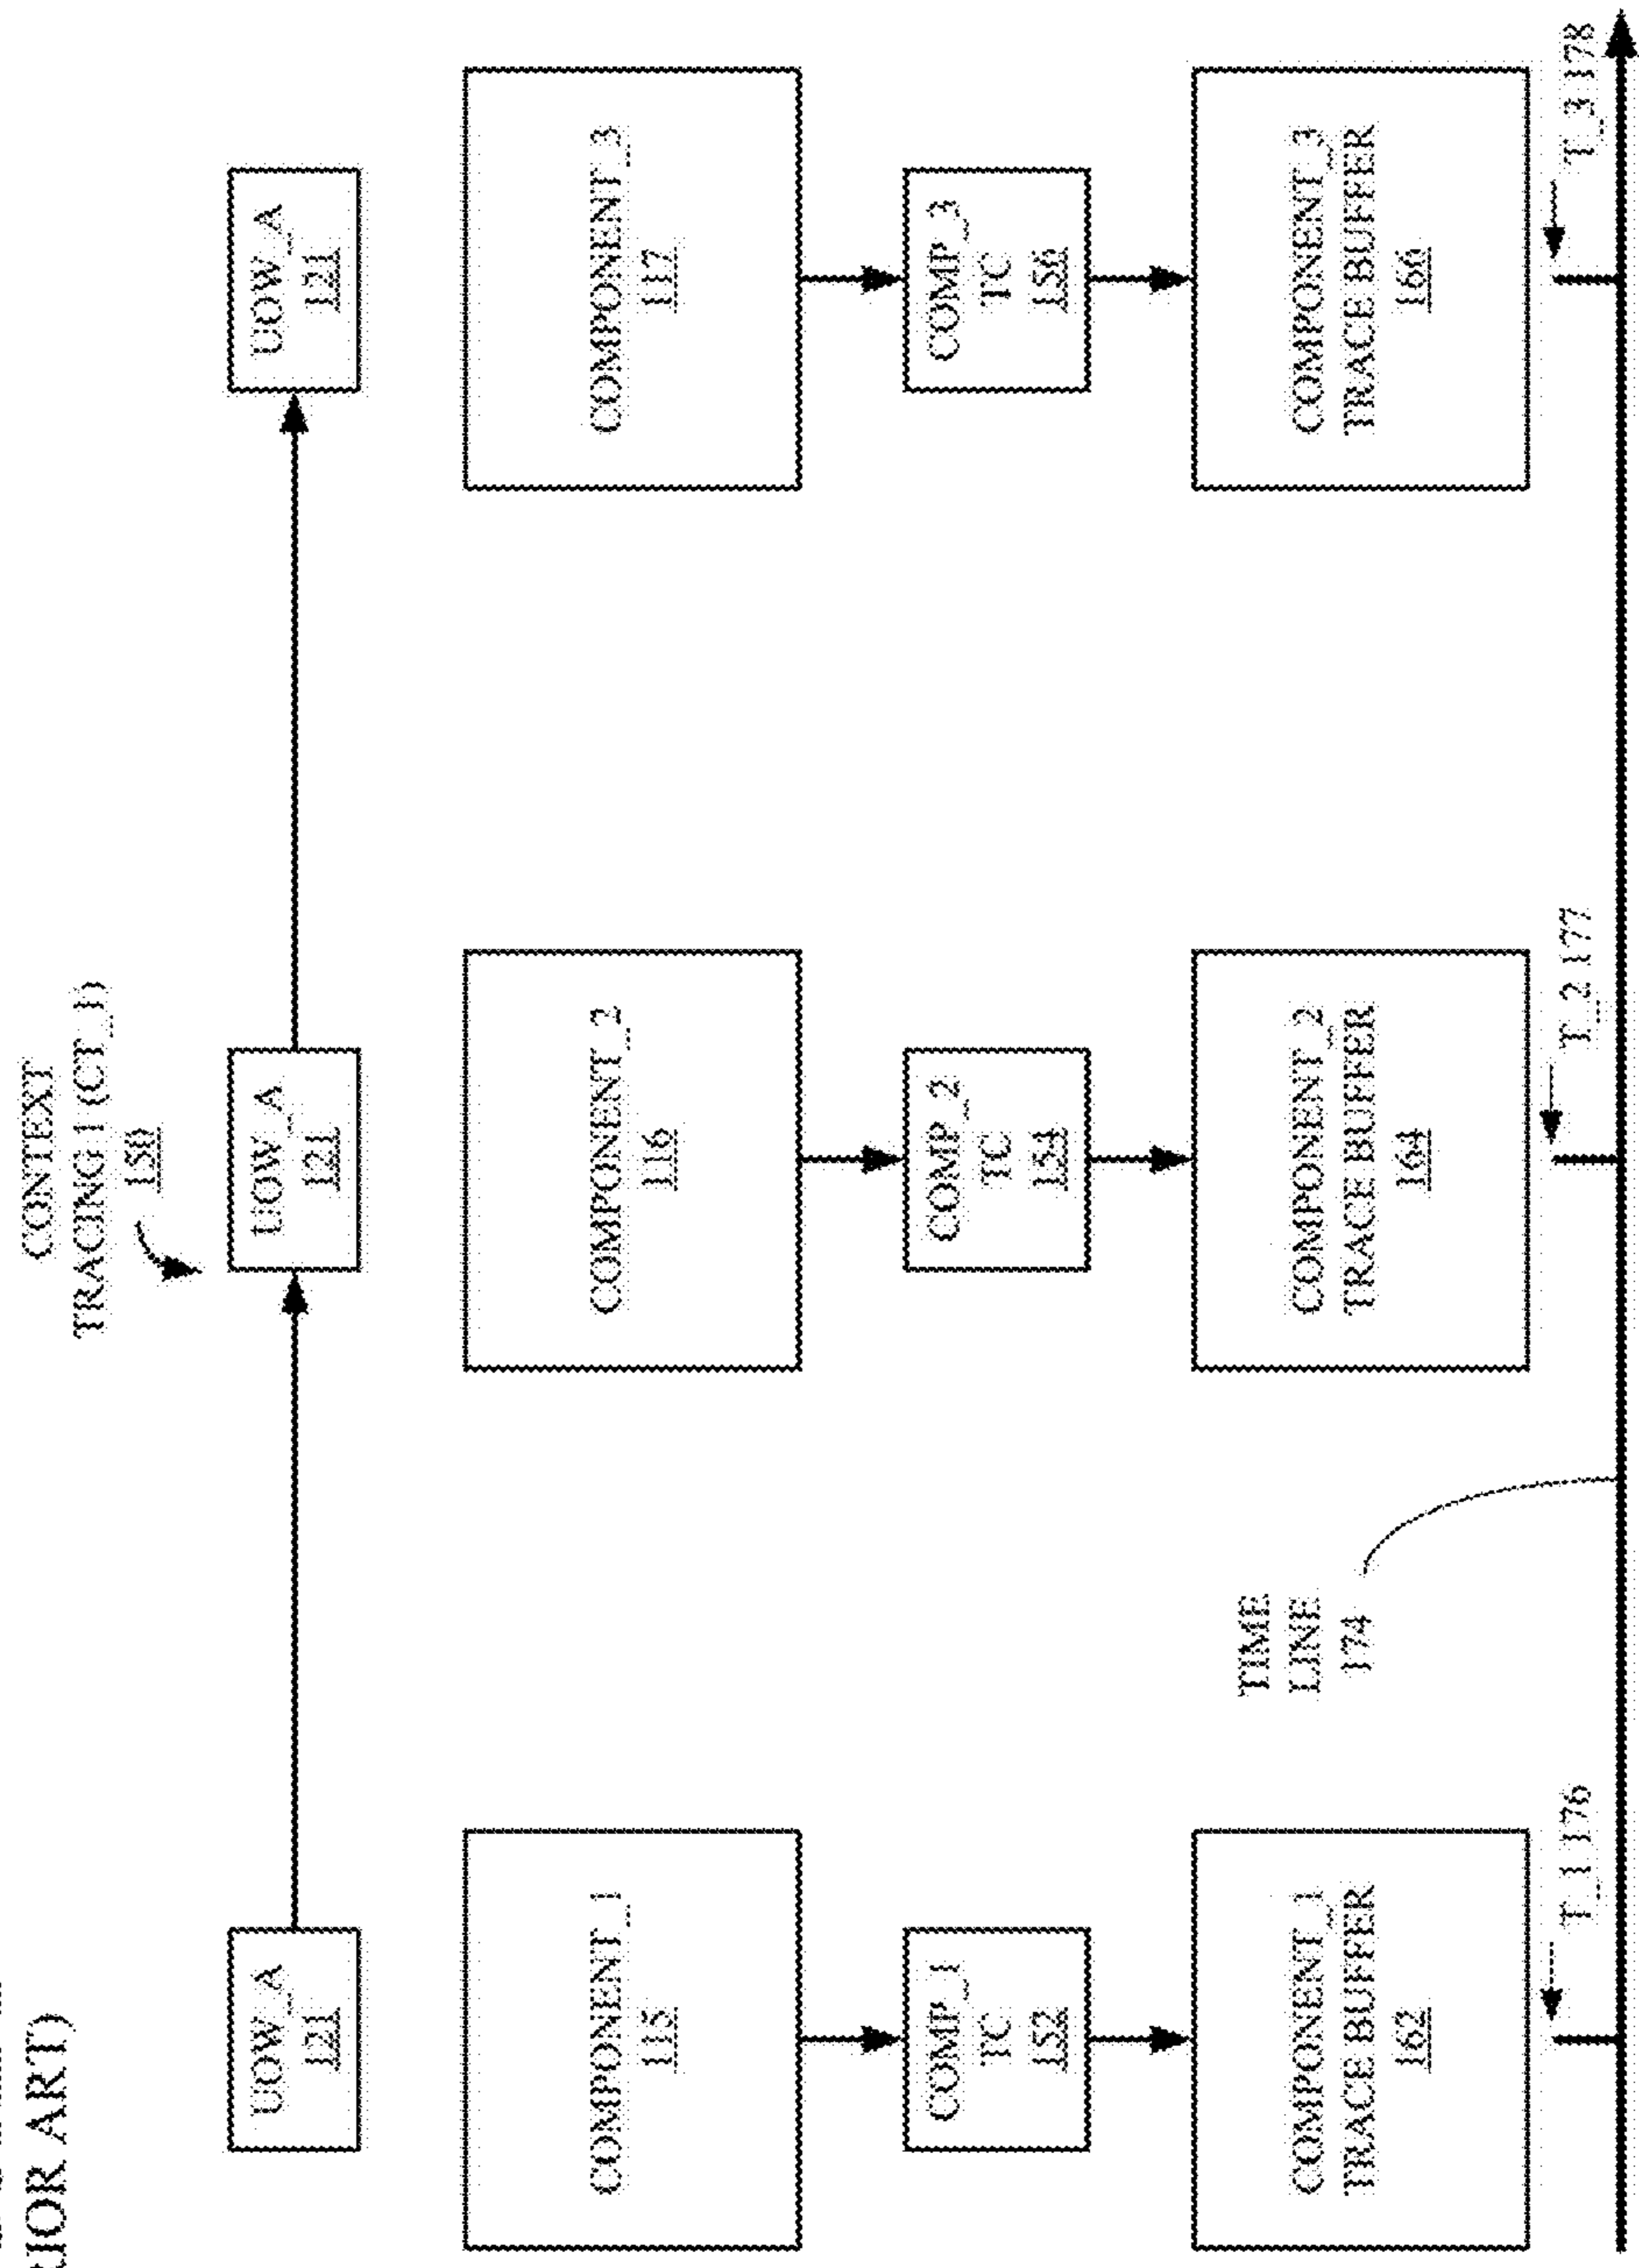 RIOR ART)
CONTEXT
TRACING 1 (CT_1)
150
UOW_A
121
UOW_A
121
UOW_A
121
COMPONENT_1
115
COMPONENT_2
116
COMPONENT_3
117
COMP_1
TC
152
COMP_2
TC
154
COMP_3
TC
156
COMPONENT_1
TRACE BUFFER
162
COMPONENT_2
TRACE BUFFER
164
COMPONENT_3
TRACE BUFFER
166
TIME
LINE
174
T_1 176
T_2 177
T_3 178